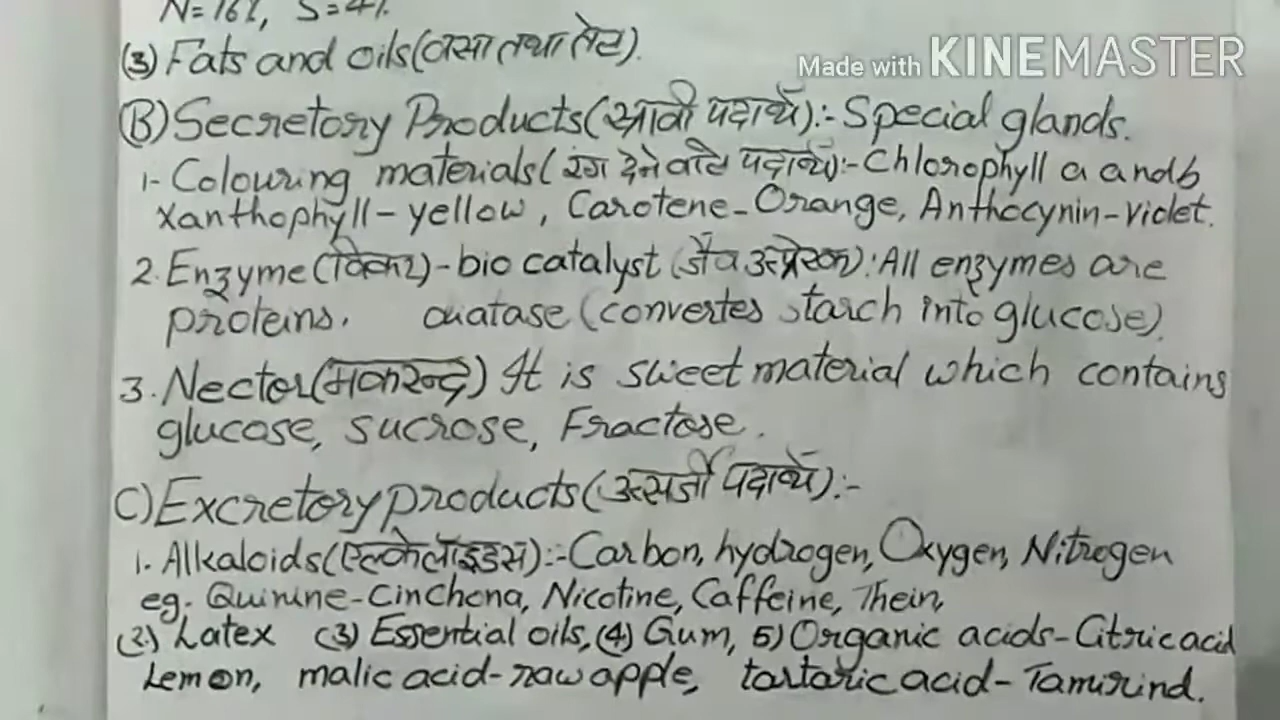 N=16%, S=4%
(3) Fats and oils(वसा तथा तेल).
Made with KINEMASTER
(B) Secretory Products(स्रावी पदार्थ):- Special glands.
1- Colouring materials(रंग देने वाले पदार्थ):- Chlorophyll a and b
xanthophyll - yellow, Carotene - Orange, Anthocynin - Violet.
2. Enzyme(विकर) - bio catalyst (जैव उत्प्रेरक): All enzymes are
proteins. (convertes starch into glucose).
3. Nector(मकरन्द) It is sweet material which contains
glucose, sucrose, Fractose.
C) Excretory products(उत्सर्जी पदार्थ):-
1. Alkaloids(एल्केलॉइडस):- Carbon, hydrogen, Oxygen, Nitrogen
eg. Quinine - Cinchona, Nicotine, Caffeine, Thein,
(2) Latex (3) Essential oils, (4) Gum, 5) Organic acids - Citric acid
Lemon, malic acid - raw apple, tartaric acid - Tamirind.